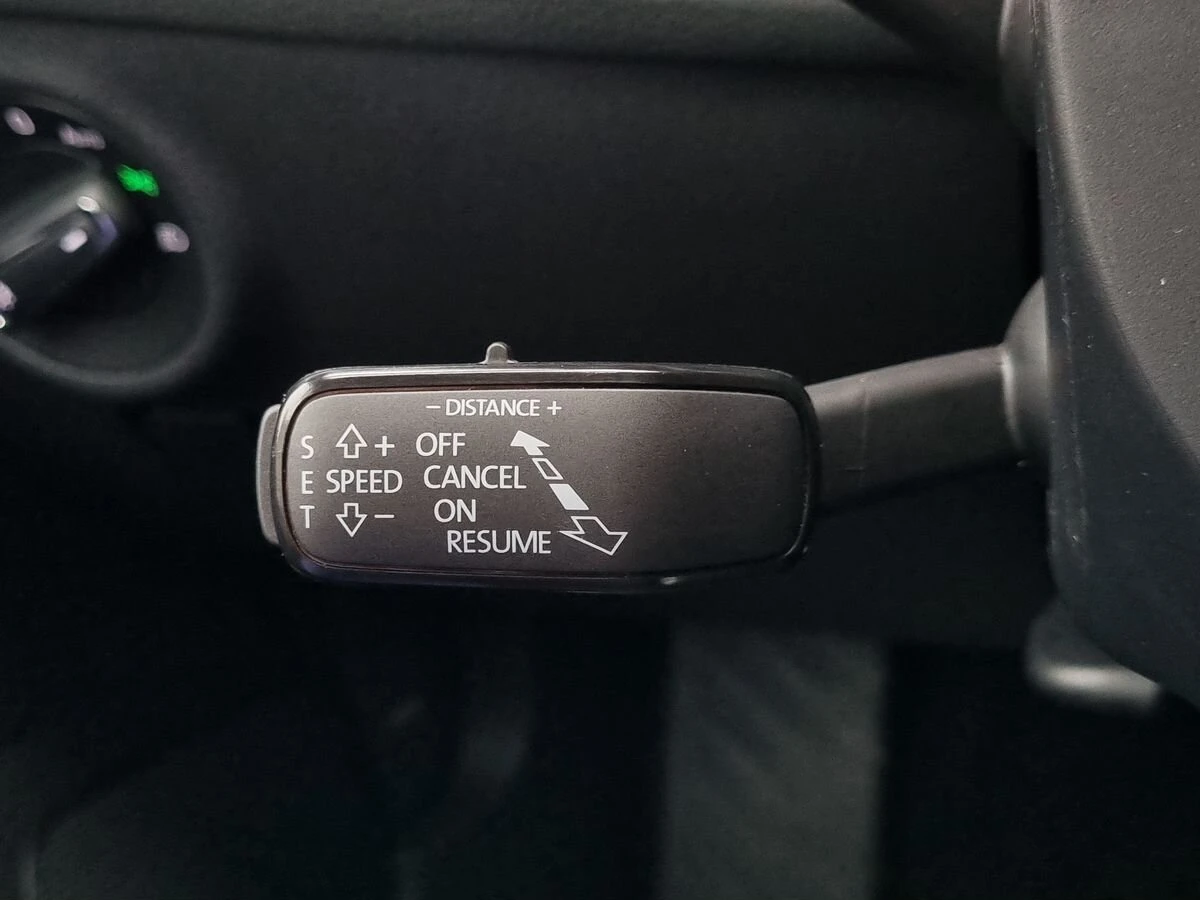 − DISTANCE +
S ⇧ + OFF
E SPEED CANCEL
T ⇩ − ON
RESUME